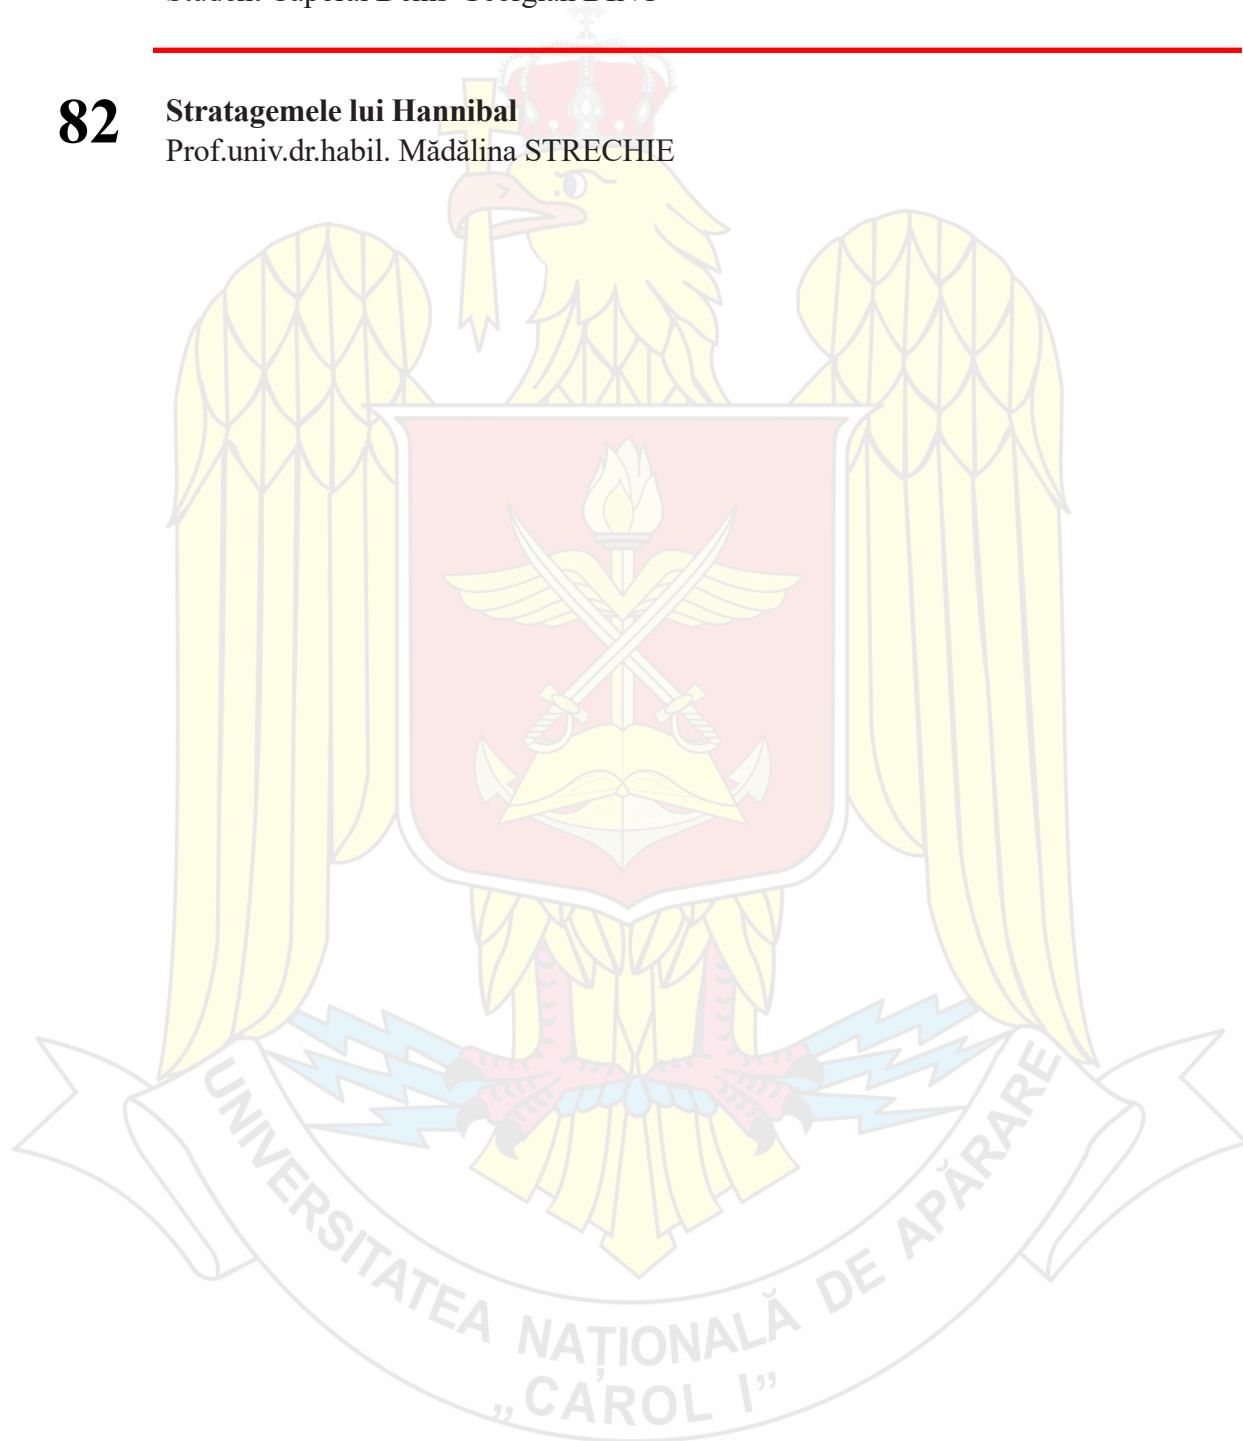 82
Stratagemele lui Hannibal
Prof.univ.dr.habil. Mădălina STRECHIE
UNIVERSITATEA NAȚIONALĂ DE APĂRARE
„CAROL I”